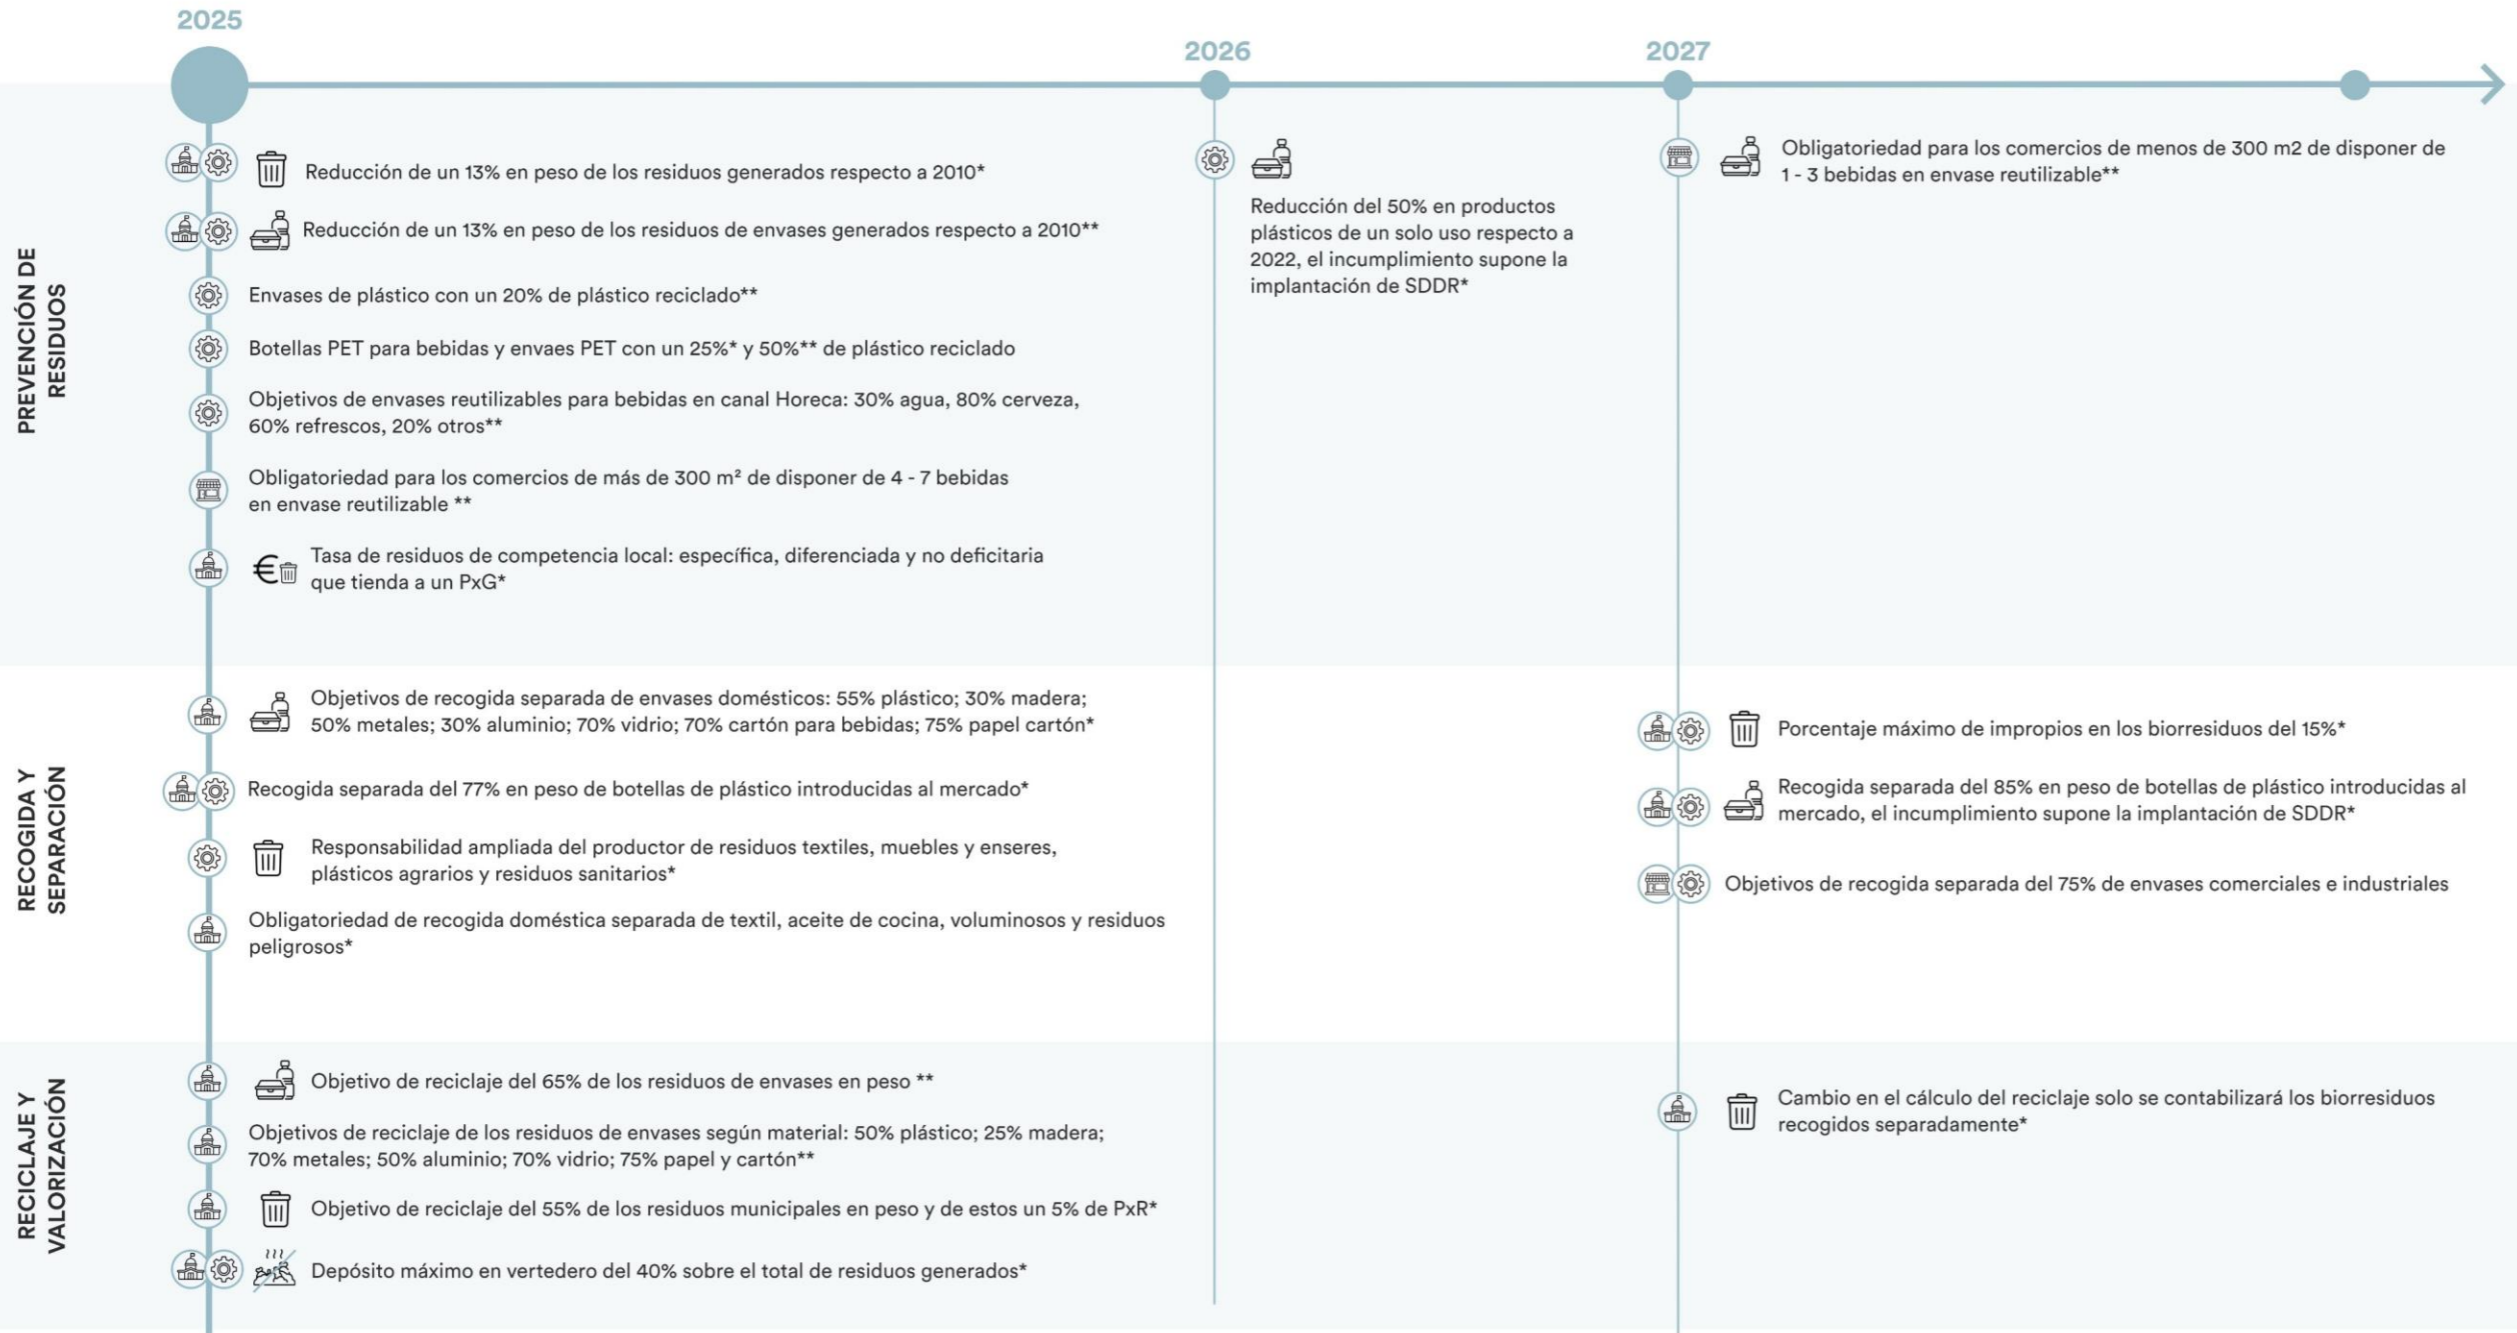 2025
2026
2027
PREVENCIÓN DE
RESIDUOS
Reducción de un 13% en peso de los residuos generados respecto a 2010*
Reducción de un 13% en peso de los residuos de envases generados respecto a 2010**
Envases de plástico con un 20% de plástico reciclado**
Botellas PET para bebidas y envaes PET con un 25%* y 50%** de plástico reciclado
Objetivos de envases reutilizables para bebidas en canal Horeca: 30% agua, 80% cerveza,
60% refrescos, 20% otros**
Obligatoriedad para los comercios de más de 300 m² de disponer de 4 - 7 bebidas
en envase reutilizable **
Tasa de residuos de competencia local: específica, diferenciada y no deficitaria
que tienda a un PxG*
Reducción del 50% en productos
plásticos de un solo uso respecto a
2022, el incumplimiento supone la
implantación de SDDR*
Obligatoriedad para los comercios de menos de 300 m2 de disponer de
1 - 3 bebidas en envase reutilizable**
RECOGIDA Y
SEPARACIÓN
Objetivos de recogida separada de envases domésticos: 55% plástico; 30% madera;
50% metales; 30% aluminio; 70% vidrio; 70% cartón para bebidas; 75% papel cartón*
Recogida separada del 77% en peso de botellas de plástico introducidas al mercado*
Responsabilidad ampliada del productor de residuos textiles, muebles y enseres,
plásticos agrarios y residuos sanitarios*
Obligatoriedad de recogida doméstica separada de textil, aceite de cocina, voluminosos y residuos
peligrosos*
Porcentaje máximo de impropios en los biorresiduos del 15%*
Recogida separada del 85% en peso de botellas de plástico introducidas al
mercado, el incumplimiento supone la implantación de SDDR*
Objetivos de recogida separada del 75% de envases comerciales e industriales
RECICLAJE Y
VALORIZACIÓN
Objetivo de reciclaje del 65% de los residuos de envases en peso **
Objetivos de reciclaje de los residuos de envases según material: 50% plástico; 25% madera;
70% metales; 50% aluminio; 70% vidrio; 75% papel y cartón**
Objetivo de reciclaje del 55% de los residuos municipales en peso y de estos un 5% de PxR*
Depósito máximo en vertedero del 40% sobre el total de residuos generados*
Cambio en el cálculo del reciclaje solo se contabilizará los biorresiduos
recogidos separadamente*